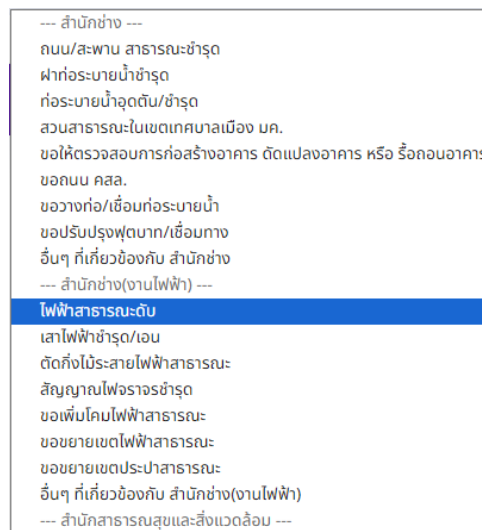 --- สำนักช่าง ---
ถนน/สะพาน สาธารณะชำรุด
ฝาท่อระบายน้ำชำรุด
ท่อระบายน้ำอุดตัน/ชำรุด
สวนสาธารณะในเขตเทศบาลเมือง มค.
ขอให้ตรวจสอบการก่อสร้างอาคาร ดัดแปลงอาคาร หรือ รื้อถอนอาคาร
ขอถนน คสล.
ขอวางท่อ/เชื่อมท่อระบายน้ำ
ขอปรับปรุงฟุตบาท/เชื่อมทาง
อื่นๆ ที่เกี่ยวข้องกับ สำนักช่าง
--- สำนักช่าง(งานไฟฟ้า) ---
ไฟฟ้าสาธารณะดับ
เสาไฟฟ้าชำรุด/เอน
ตัดกิ่งไม้ระสายไฟฟ้าสาธารณะ
สัญญาณไฟจราจรชำรุด
ขอเพิ่มโคมไฟฟ้าสาธารณะ
ขอขยายเขตไฟฟ้าสาธารณะ
ขอขยายเขตประปาสาธารณะ
อื่นๆ ที่เกี่ยวข้องกับ สำนักช่าง(งานไฟฟ้า)
--- สำนักสาธารณสุขและสิ่งแวดล้อม ---